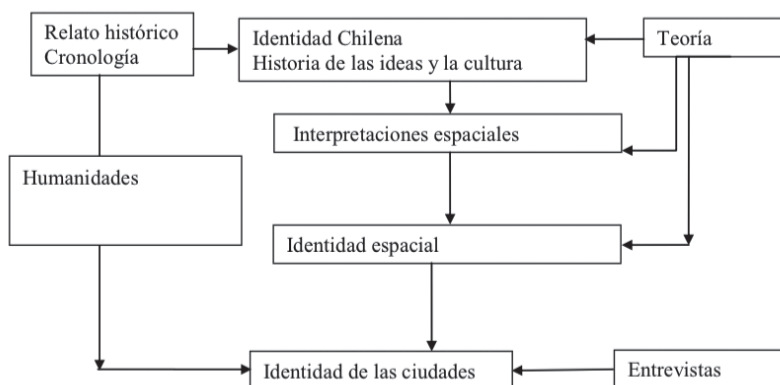 Relato histórico
Cronología
Identidad Chilena
Historia de las ideas y la cultura
Teoría
Interpretaciones espaciales
Humanidades
Identidad espacial
Identidad de las ciudades
Entrevistas